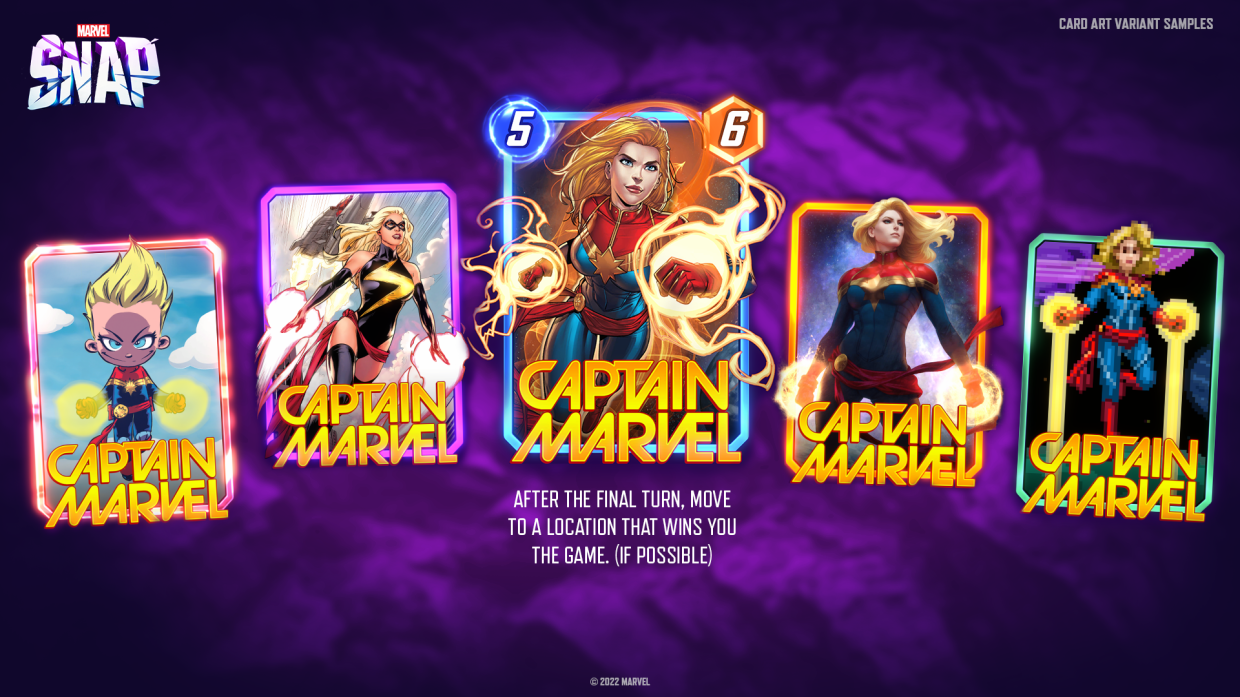 MARVEL
SNAP
CARD ART VARIANT SAMPLES
5
6
CAPTAIN
MARVEL
CAPTAIN
MARVEL
CAPTAIN
MARVEL
CAPTAIN
MARVEL
CAPTAIN
MARVEL
AFTER THE FINAL TURN, MOVE
TO A LOCATION THAT WINS YOU
THE GAME. (IF POSSIBLE)
© 2022 MARVEL